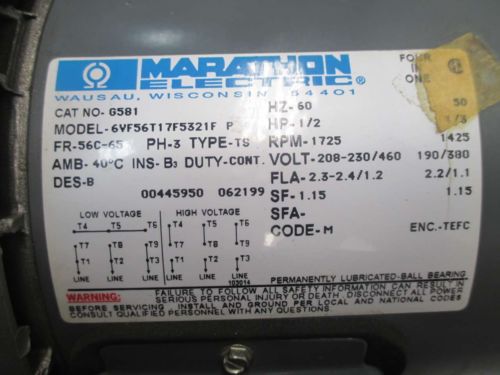 MARATHON
ELECTRIC®
WAUSAU, WISCONSIN 54401
FOUR
IN
ONE
CAT NO- G581
HZ- 60 50
MODEL- 6VF56T17F5321F P
HP- 1/2 1/3
FR- 56C-65 PH-3 TYPE-TS
RPM- 1725 1425
AMB- 40°C INS-B3 DUTY-CONT.
VOLT- 208-230/460 190/380
DES-B
FLA- 2.3-2.4/1.2 2.2/1.1
00445950 062199
SF- 1.15 1.15
SFA-
CODE-M ENC.-TEFC
LOW VOLTAGE HIGH VOLTAGE
T4 T5 T6 T4 T5 T6
T7 T8 T9 T7 T8 T9
T1 T2 T3 T1 T2 T3
LINE LINE LINE LINE LINE LINE
103014
PERMANENTLY LUBRICATED-BALL BEARING
WARNING: FAILURE TO FOLLOW ALL SAFETY INFORMATION CAN RESULT IN
SERIOUS PERSONAL INJURY OR DEATH. DISCONNECT ALL POWER
BEFORE SERVICING. INSTALL AND GROUND PER LOCAL AND NATIONAL CODES
CONSULT QUALIFIED PERSONNEL WITH ANY QUESTIONS.